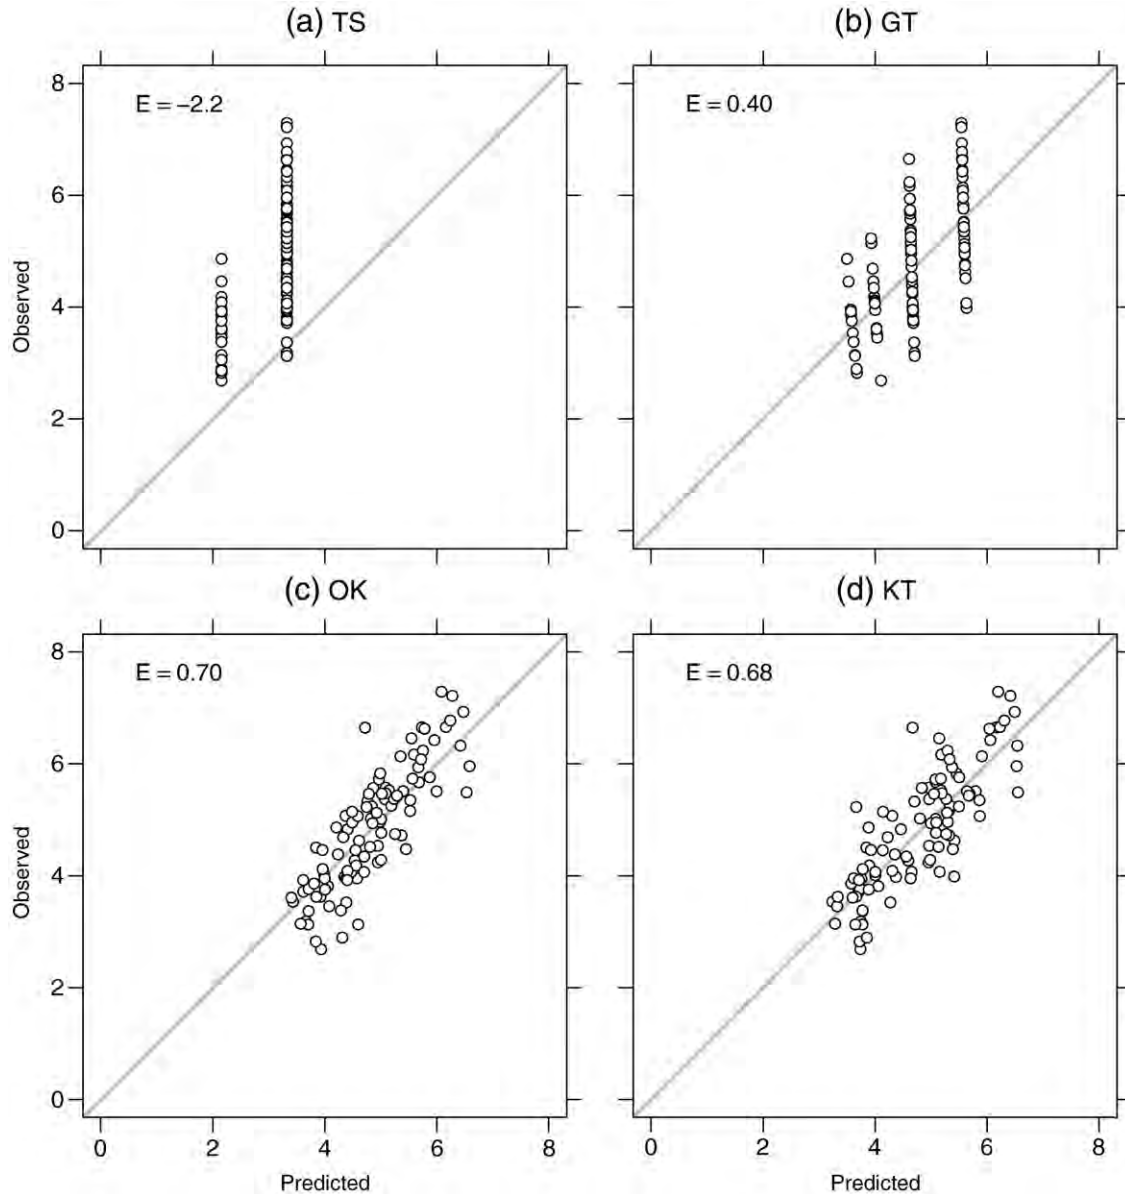 (a) TS
(b) GT
8
E = −2.2
E = 0.40
6
4
2
0
Observed
(c) OK
(d) KT
8
E = 0.70
E = 0.68
6
4
2
0
Observed
0 2 4 6 8
0 2 4 6 8
Predicted
Predicted